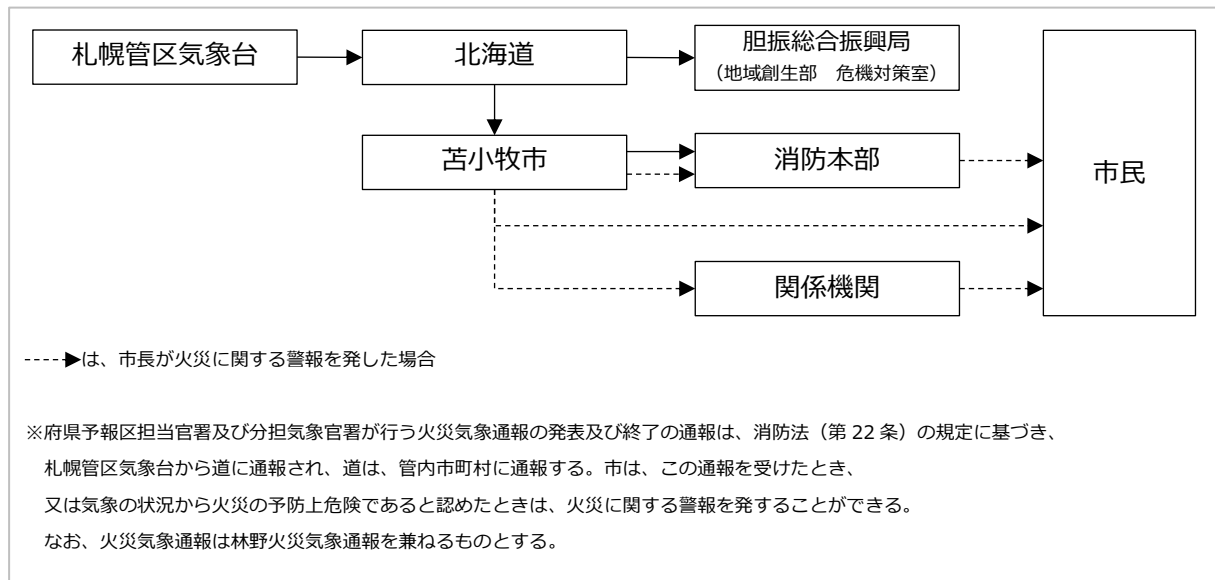 札幌管区気象台
北海道
胆振総合振興局
（地域創生部　危機対策室）
苫小牧市
消防本部
市民
関係機関
は、市長が火災に関する警報を発した場合
※府県予報区担当官署及び分担気象官署が行う火災気象通報の発表及び終了の通報は、消防法（第 22 条）の規定に基づき、
札幌管区気象台から道に通報され、道は、管内市町村に通報する。市は、この通報を受けたとき、
又は気象の状況から火災の予防上危険であると認めたときは、火災に関する警報を発することができる。
なお、火災気象通報は林野火災気象通報を兼ねるものとする。